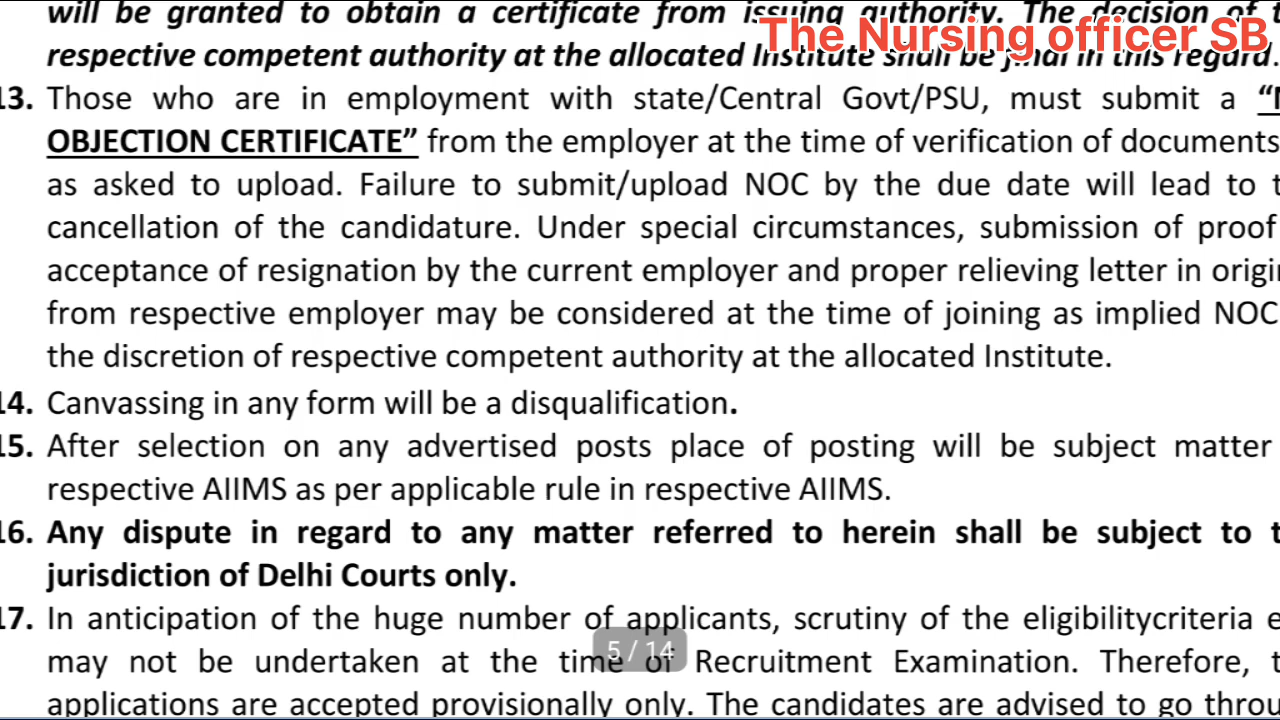 will be granted to obtain a certificate from issuing authority. The decision of
The Nursing officer SB
respective competent authority at the allocated Institute shall be final in this regard.
13. Those who are in employment with state/Central Govt/PSU, must submit a
OBJECTION CERTIFICATE” from the employer at the time of verification of documents
as asked to upload. Failure to submit/upload NOC by the due date will lead to
cancellation of the candidature. Under special circumstances, submission of proof
acceptance of resignation by the current employer and proper relieving letter in
from respective employer may be considered at the time of joining as implied NOC
the discretion of respective competent authority at the allocated Institute.
14. Canvassing in any form will be a disqualification.
15. After selection on any advertised posts place of posting will be subject matter
respective AIIMS as per applicable rule in respective AIIMS.
16. Any dispute in regard to any matter referred to herein shall be subject to
jurisdiction of Delhi Courts only.
17. In anticipation of the huge number of applicants, scrutiny of the eligibilitycriteria
5 / 14
may not be undertaken at the time of Recruitment Examination. Therefore,
applications are accepted provisionally only. The candidates are advised to go